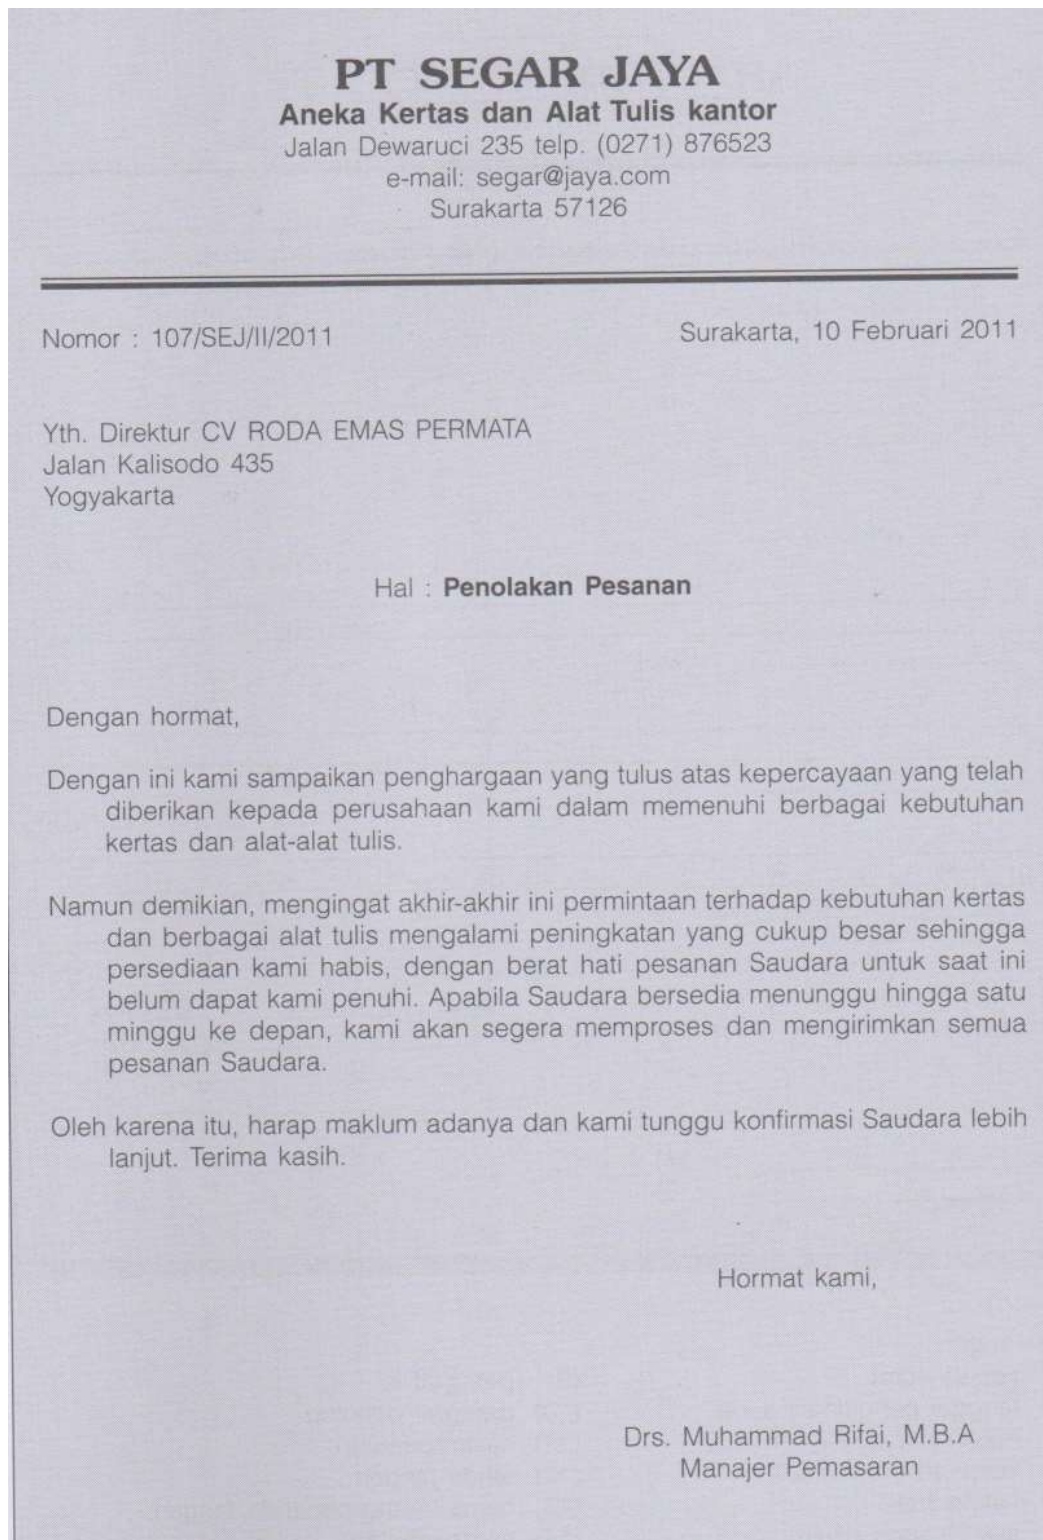 PT SEGAR JAYA
Aneka Kertas dan Alat Tulis kantor
Jalan Dewaruci 235 telp. (0271) 876523
e-mail: segar@jaya.com
Surakarta 57126
Nomor : 107/SEJ/II/2011
Surakarta, 10 Februari 2011
Yth. Direktur CV RODA EMAS PERMATA
Jalan Kalisodo 435
Yogyakarta
Hal : Penolakan Pesanan
Dengan hormat,
Dengan ini kami sampaikan penghargaan yang tulus atas kepercayaan yang telah
diberikan kepada perusahaan kami dalam memenuhi berbagai kebutuhan
kertas dan alat-alat tulis.
Namun demikian, mengingat akhir-akhir ini permintaan terhadap kebutuhan kertas
dan berbagai alat tulis mengalami peningkatan yang cukup besar sehingga
persediaan kami habis, dengan berat hati pesanan Saudara untuk saat ini
belum dapat kami penuhi. Apabila Saudara bersedia menunggu hingga satu
minggu ke depan, kami akan segera memproses dan mengirimkan semua
pesanan Saudara.
Oleh karena itu, harap maklum adanya dan kami tunggu konfirmasi Saudara lebih
lanjut. Terima kasih.
Hormat kami,
Drs. Muhammad Rifai, M.B.A
Manajer Pemasaran